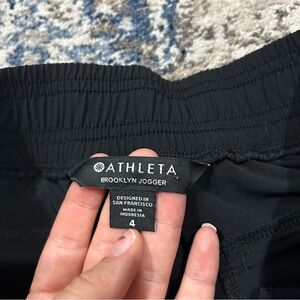 ATHLETA
BROOKLYN JOGGER
DESIGNED IN
SAN FRANCISCO
MADE IN
INDONESIA
4